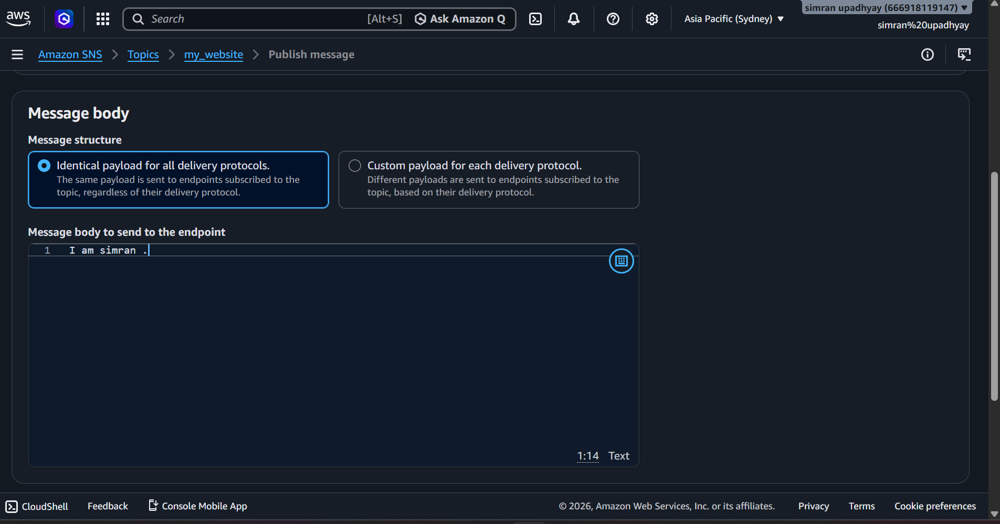 aws
Search [Alt+S] Ask Amazon Q
Asia Pacific (Sydney)
simran upadhyay (666918119147)
simran%20upadhyay
Amazon SNS > Topics > my_website > Publish message
Message body
Message structure
Identical payload for all delivery protocols.
The same payload is sent to endpoints subscribed to the
topic, regardless of their delivery protocol.
Custom payload for each delivery protocol.
Different payloads are sent to endpoints subscribed to the
topic, based on their delivery protocol.
Message body to send to the endpoint
1 I am simran .
1:14 Text
CloudShell Feedback Console Mobile App © 2026, Amazon Web Services, Inc. or its affiliates. Privacy Terms Cookie preferences